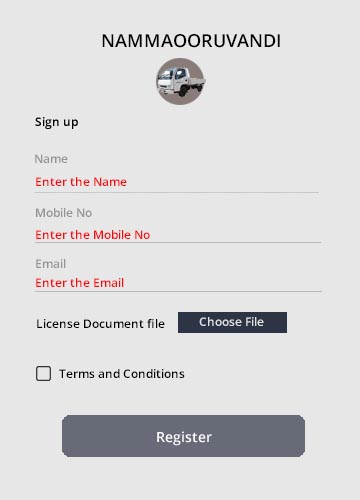 NAMMAOORUVANDI
Sign up
Name
Enter the Name
Mobile No
Enter the Mobile No
Email
Enter the Email
License Document file Choose File
Terms and Conditions
Register